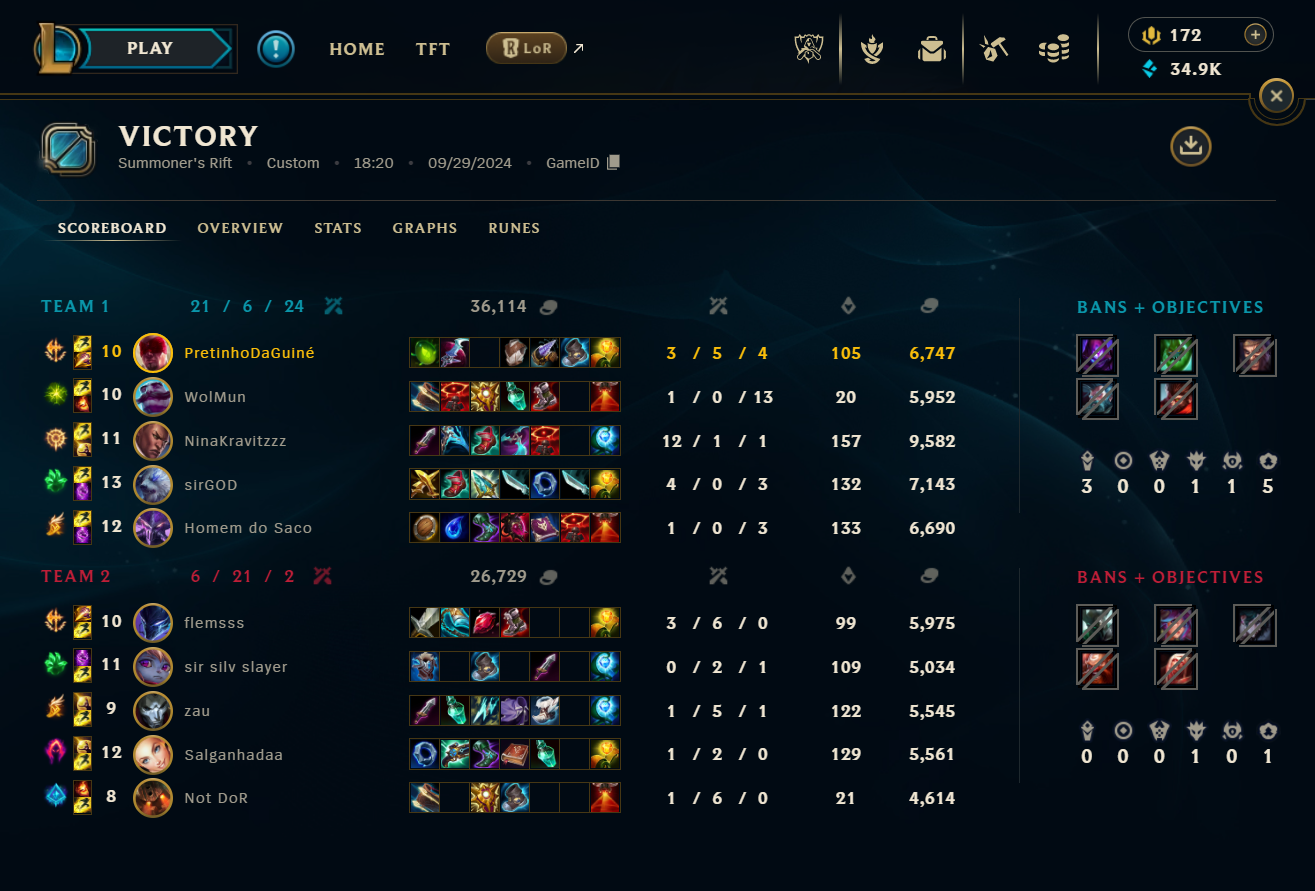 PLAY HOME TFT LoR 172
34.9K
VICTORY
Summoner's Rift • Custom • 18:20 • 09/29/2024 • GameID
SCOREBOARD OVERVIEW STATS GRAPHS RUNES
TEAM 1 21 / 6 / 24 36,114 BANS + OBJECTIVES
10 PretinhoDaGuiné 3 / 5 / 4 105 6,747
10 WolMun 1 / 0 / 13 20 5,952
11 NinaKravitzzz 12 / 1 / 1 157 9,582
13 sirGOD 4 / 0 / 3 132 7,143
3 0 0 1 1 5
12 Homem do Saco 1 / 0 / 3 133 6,690
TEAM 2 6 / 21 / 2 26,729 BANS + OBJECTIVES
10 flemsss 3 / 6 / 0 99 5,975
11 sir silv slayer 0 / 2 / 1 109 5,034
9 zau 1 / 5 / 1 122 5,545
12 Salganhadaa 1 / 2 / 0 129 5,561
0 0 0 1 0 1
8 Not DoR 1 / 6 / 0 21 4,614